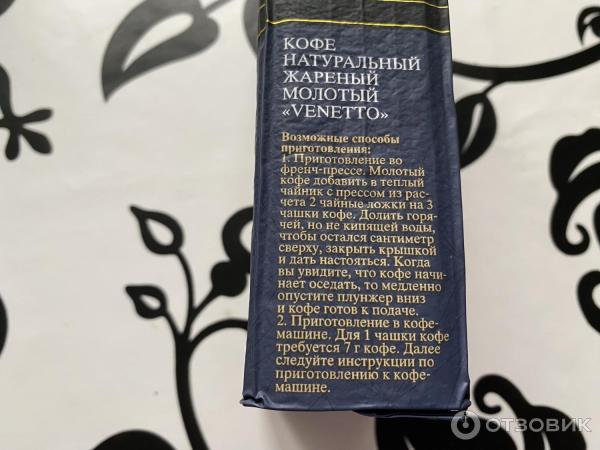 КОФЕ
НАТУРАЛЬНЫЙ
ЖАРЕНЫЙ
МОЛОТЫЙ
«VENETTO»
Возможные способы
приготовления:
1. Приготовление во
френч-прессе. Молотый
кофе добавить в теплый
чайник с прессом из рас-
чета 2 чайные ложки на 3
чашки кофе. Долить горя-
чей, но не кипящей воды,
чтобы остался сантиметр
сверху, закрыть крышкой
и дать настояться. Когда
вы увидите, что кофе начи-
нает оседать, то медленно
опустите плунжер вниз
и кофе готов к подаче.
2. Приготовление в кофе-
машине. Для 1 чашки кофе
требуется 7 г кофе. Далее
следуйте инструкции по
приготовлению к кофе-
машине.
ОТЗОВИК